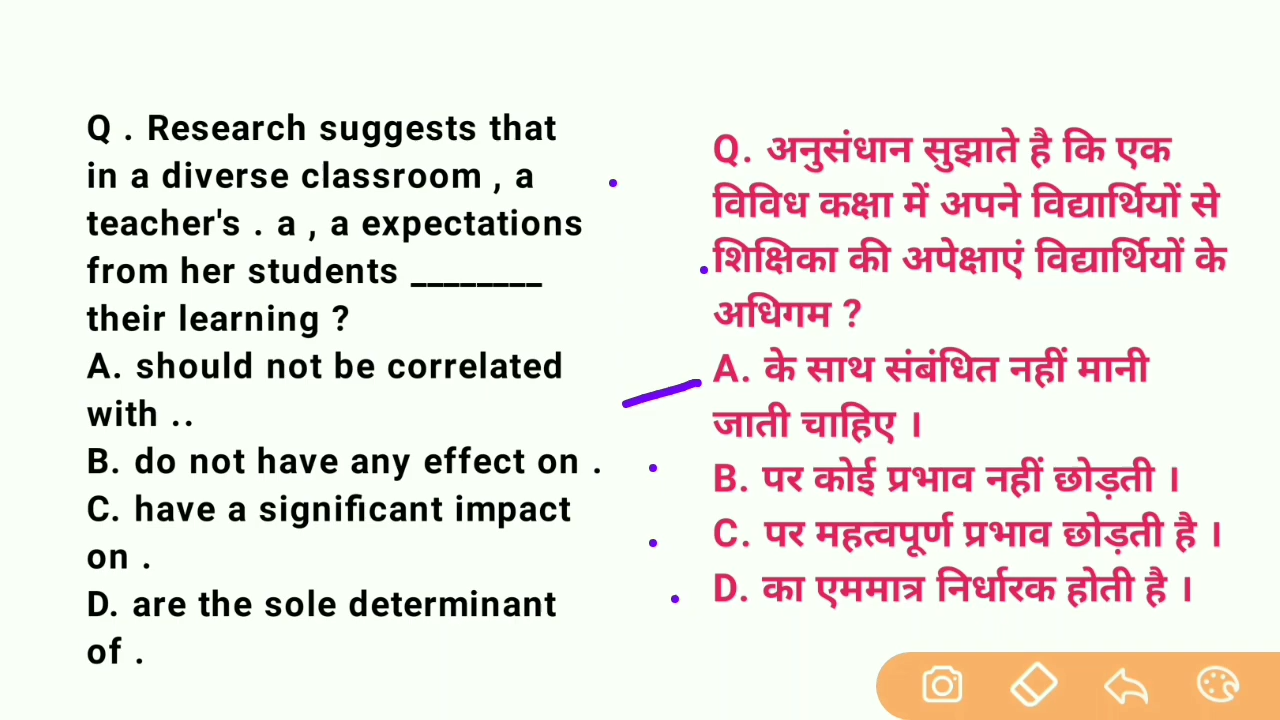 Q . Research suggests that
in a diverse classroom , a
teacher's . a , a expectations
from her students ________
their learning ?
A. should not be correlated
with ..
B. do not have any effect on .
C. have a significant impact
on .
D. are the sole determinant
of .
Q. अनुसंधान सुझाते है कि एक
विविध कक्षा में अपने विद्यार्थियों से
शिक्षिका की अपेक्षाएं विद्यार्थियों के
अधिगम ?
A. के साथ संबंधित नहीं मानी
जाती चाहिए ।
B. पर कोई प्रभाव नहीं छोड़ती ।
C. पर महत्वपूर्ण प्रभाव छोड़ती है ।
D. का एममात्र निर्धारक होती है ।